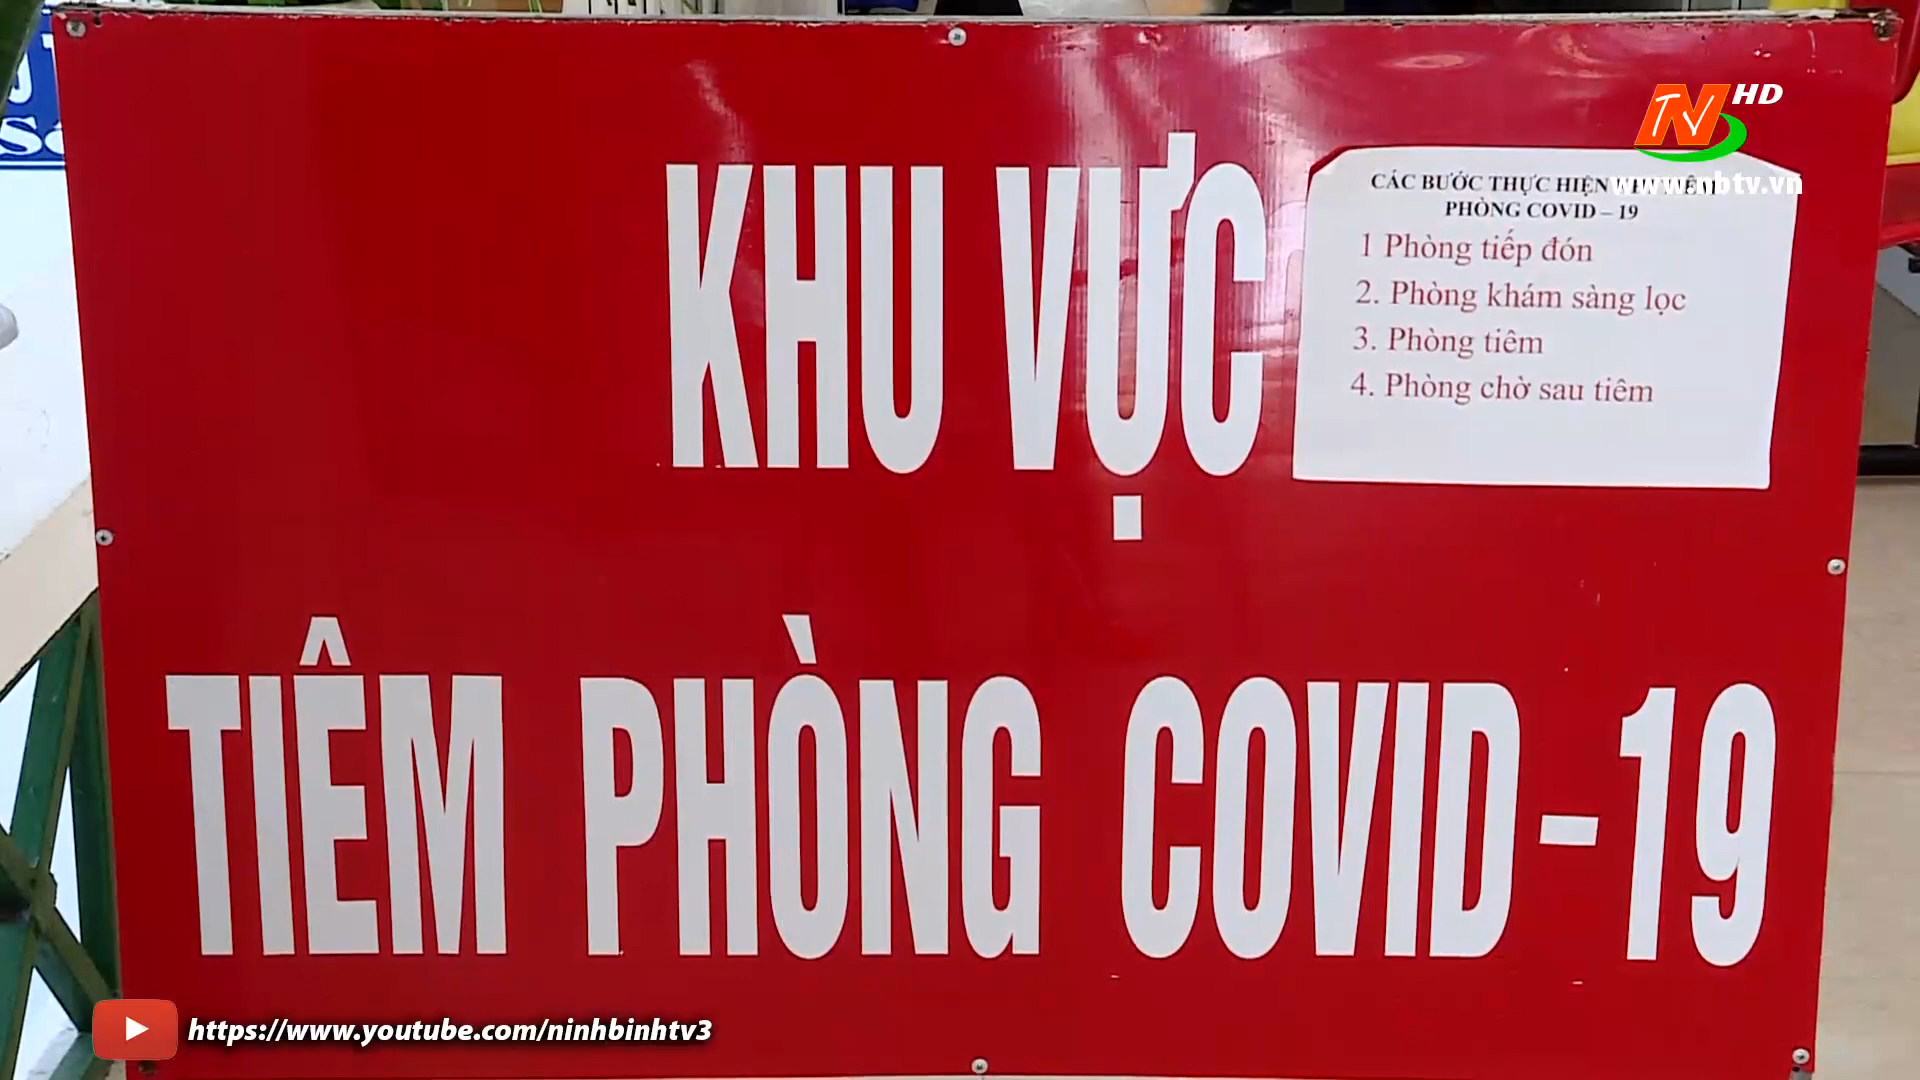 KHU VỰC
CÁC BƯỚC THỰC HIỆN TIÊM
PHÒNG COVID – 19
1 Phòng tiếp đón
2. Phòng khám sàng lọc
3. Phòng tiêm
4. Phòng chờ sau tiêm
TIÊM PHÒNG COVID-19
NTV HD
www.nbtv.vn
https://www.youtube.com/ninhbinhtv3